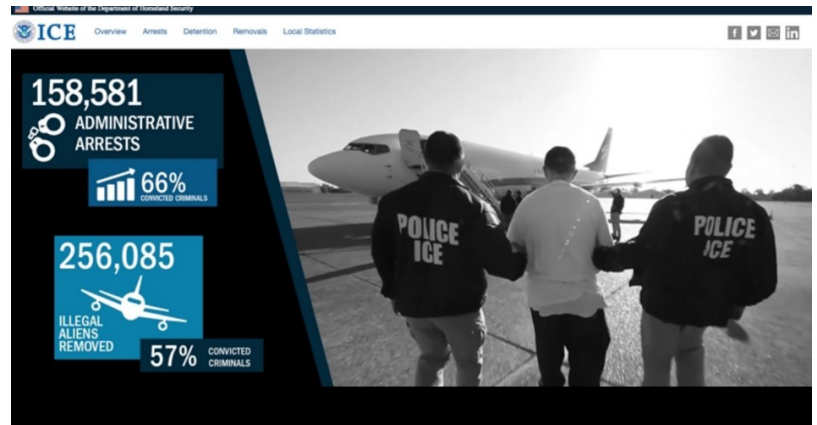 Official Website of the Department of Homeland Security
ICE
Overview Arrests Detention Removals Local Statistics
158,581
ADMINISTRATIVE
ARRESTS
66%
CONVICTED CRIMINALS
256,085
ILLEGAL
ALIENS
REMOVED
57% CONVICTED
CRIMINALS
POLICE
ICE
POLICE
ICE